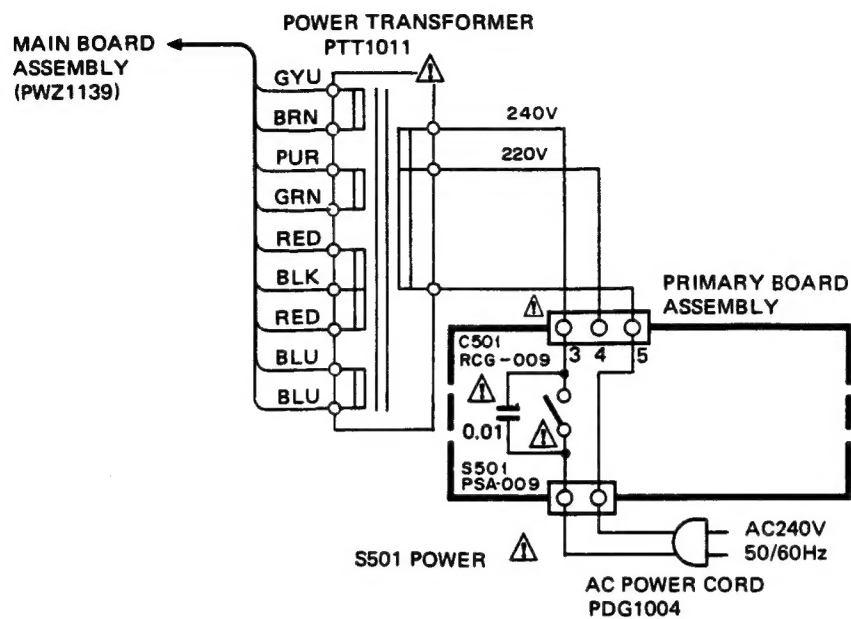 POWER TRANSFORMER
PTT1011
MAIN BOARD
ASSEMBLY
(PWZ1139)
GYU
BRN
PUR
GRN
RED
BLK
RED
BLU
BLU
240V
220V
PRIMARY BOARD
ASSEMBLY
C501
RCG-009
3 4 5
0.01
S501
PSA-009
S501 POWER
AC240V
50/60Hz
AC POWER CORD
PDG1004